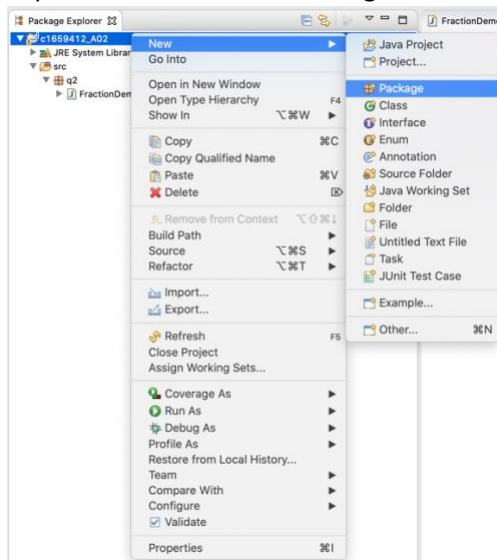 Package Explorer
c1659412_A02
JRE System Librar
src
q2
FractionDem
New
Go Into
Open in New Window
Open Type Hierarchy F4
Show In ⌥⌘W
Copy ⌘C
Copy Qualified Name
Paste ⌘V
Delete ⌦
Remove from Context ⌥⇧⌘↓
Build Path
Source ⌥⌘S
Refactor ⌥⌘T
Import...
Export...
Refresh F5
Close Project
Assign Working Sets...
Coverage As
Run As
Debug As
Profile As
Restore from Local History...
Team
Compare With
Configure
Validate
Properties ⌘I
FractionDemo
Java Project
Project...
Package
Class
Interface
Enum
Annotation
Source Folder
Java Working Set
Folder
File
Untitled Text File
Task
JUnit Test Case
Example...
Other... ⌘N